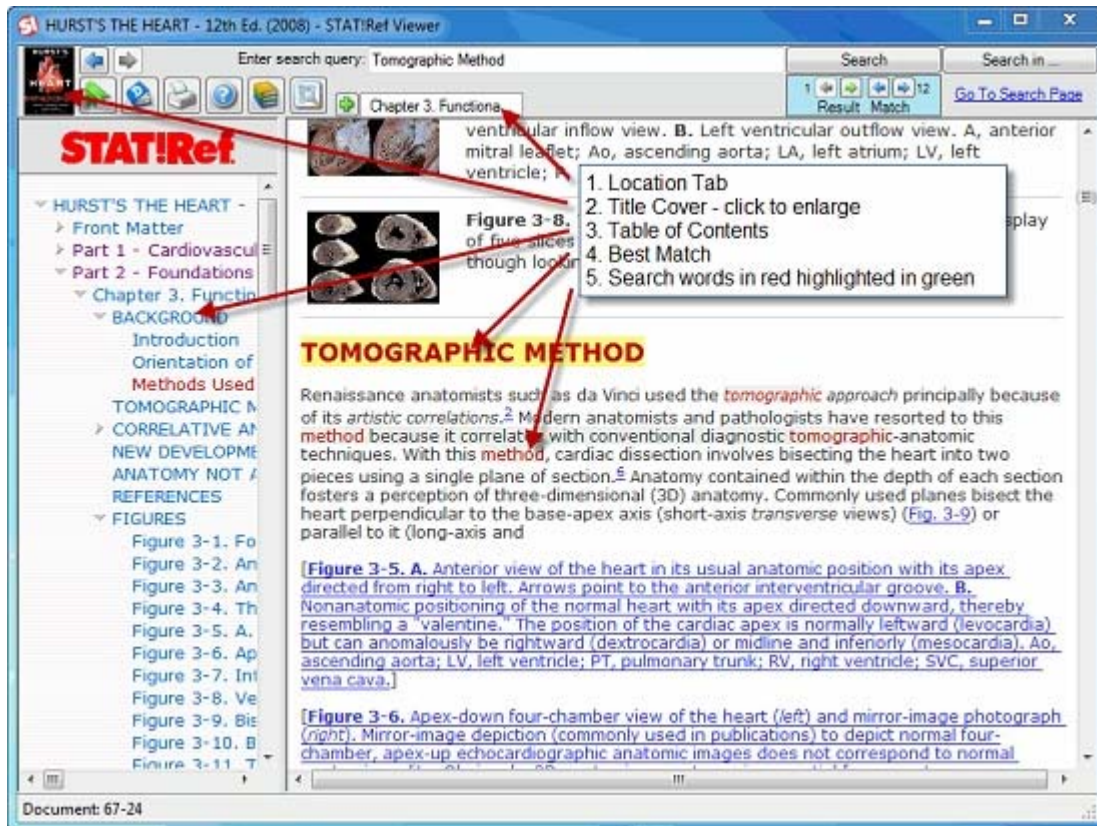 HURST'S THE HEART - 12th Ed. (2008) - STAT!Ref Viewer
HURST'S
HEART
Enter search query: Tomographic Method
Search
Search in ...
Chapter 3. Functiona
1
12
Result Match
Go To Search Page
STAT!Ref
HURST'S THE HEART -
Front Matter
Part 1 - Cardiovascul
Part 2 - Foundations
Chapter 3. Function
BACKGROUND
Introduction
Orientation of
Methods Used
TOMOGRAPHIC M
CORRELATIVE AN
NEW DEVELOPME
ANATOMY NOT A
REFERENCES
FIGURES
Figure 3-1. Fo
Figure 3-2. An
Figure 3-3. An
Figure 3-4. Th
Figure 3-5. A.
Figure 3-6. Ap
Figure 3-7. Int
Figure 3-8. Ve
Figure 3-9. Bis
Figure 3-10. B
Figure 3-11. T
ventricular inflow view. B. Left ventricular outflow view. A, anterior
mitral leaflet; Ao, ascending aorta; LA, left atrium; LV, left
ventricle;
1. Location Tab
2. Title Cover - click to enlarge
3. Table of Contents
4. Best Match
5. Search words in red highlighted in green
Figure 3-8. splay
of five slices
though lookin
TOMOGRAPHIC METHOD
Renaissance anatomists such as da Vinci used the tomographic approach principally because
of its artistic correlations.2 Modern anatomists and pathologists have resorted to this
method because it correlates with conventional diagnostic tomographic-anatomic
techniques. With this method, cardiac dissection involves bisecting the heart into two
pieces using a single plane of section.6 Anatomy contained within the depth of each section
fosters a perception of three-dimensional (3D) anatomy. Commonly used planes bisect the
heart perpendicular to the base-apex axis (short-axis transverse views) (Fig. 3-9) or
parallel to it (long-axis and
[Figure 3-5. A. Anterior view of the heart in its usual anatomic position with its apex
directed from right to left. Arrows point to the anterior interventricular groove. B.
Nonanatomic positioning of the normal heart with its apex directed downward, thereby
resembling a "valentine." The position of the cardiac apex is normally leftward (levocardia)
but can anomalously be rightward (dextrocardia) or midline and inferiorly (mesocardia). Ao,
ascending aorta; LV, left ventricle; PT, pulmonary trunk; RV, right ventricle; SVC, superior
vena cava.]
[Figure 3-6. Apex-down four-chamber view of the heart (left) and mirror-image photograph
(right). Mirror-image depiction (commonly used in publications) to depict normal four-
chamber, apex-up echocardiographic anatomic images does not correspond to normal
Document: 67-24